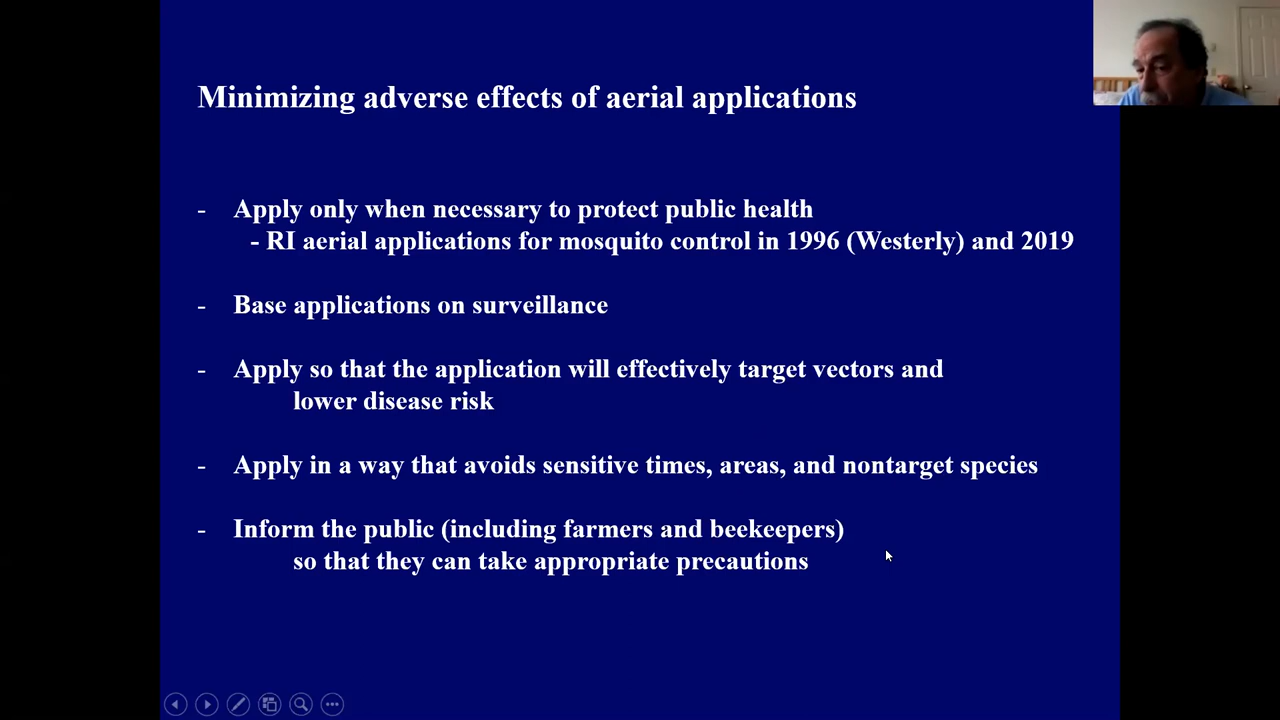 Minimizing adverse effects of aerial applications
- Apply only when necessary to protect public health
- RI aerial applications for mosquito control in 1996 (Westerly) and 2019
- Base applications on surveillance
- Apply so that the application will effectively target vectors and
lower disease risk
- Apply in a way that avoids sensitive times, areas, and nontarget species
- Inform the public (including farmers and beekeepers)
so that they can take appropriate precautions